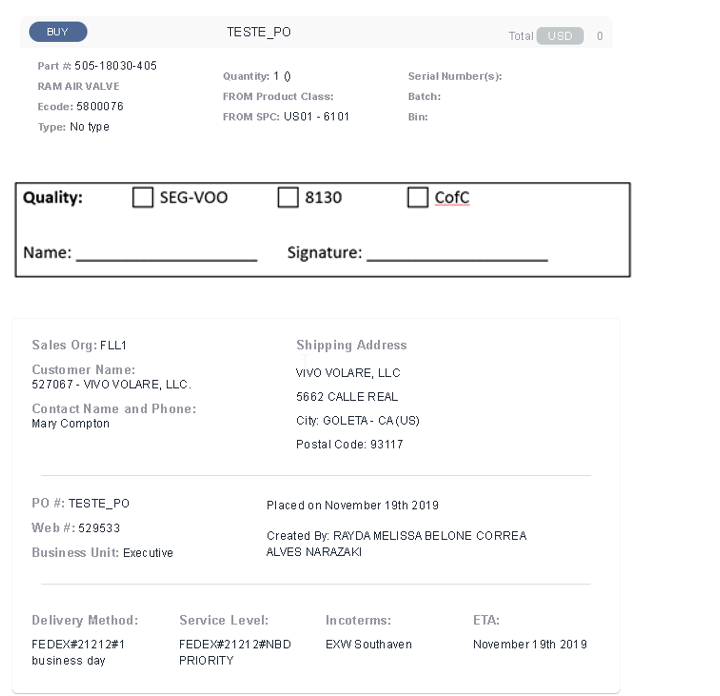 BUY TESTE_PO Total USD 0
Part #: 505-18030-405
RAM AIR VALVE
Ecode: 5800076
Type: No type
Quantity: 1 ()
FROM Product Class:
FROM SPC: US01 - 6101
Serial Number(s):
Batch:
Bin:
Quality: SEG-VOO 8130 CofC
Name: ____________________ Signature: ____________________
Sales Org: FLL1
Customer Name:
527067 - VIVO VOLARE, LLC.
Contact Name and Phone:
Mary Compton
Shipping Address
VIVO VOLARE, LLC
5662 CALLE REAL
City: GOLETA - CA (US)
Postal Code: 93117
PO #: TESTE_PO
Web #: 529533
Business Unit: Executive
Placed on November 19th 2019
Created By: RAYDA MELISSA BELONE CORREA
ALVES NARAZAKI
Delivery Method:
FEDEX#21212#1
business day
Service Level:
FEDEX#21212#NBD
PRIORITY
Incoterms:
EXW Southaven
ETA:
November 19th 2019